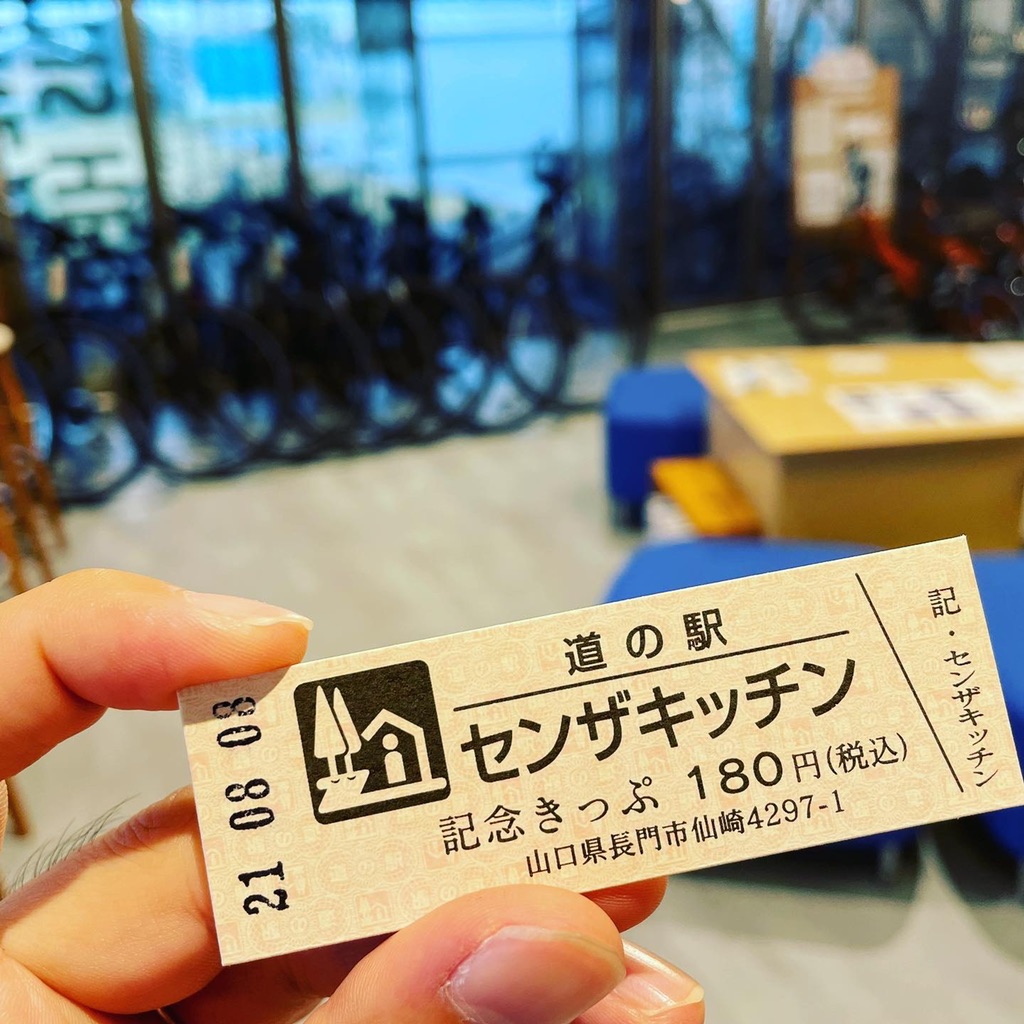 道の駅
センザキッチン
記念きっぷ 180円(税込)
山口県長門市仙崎4297-1
21 08 08
記・センザキッチン